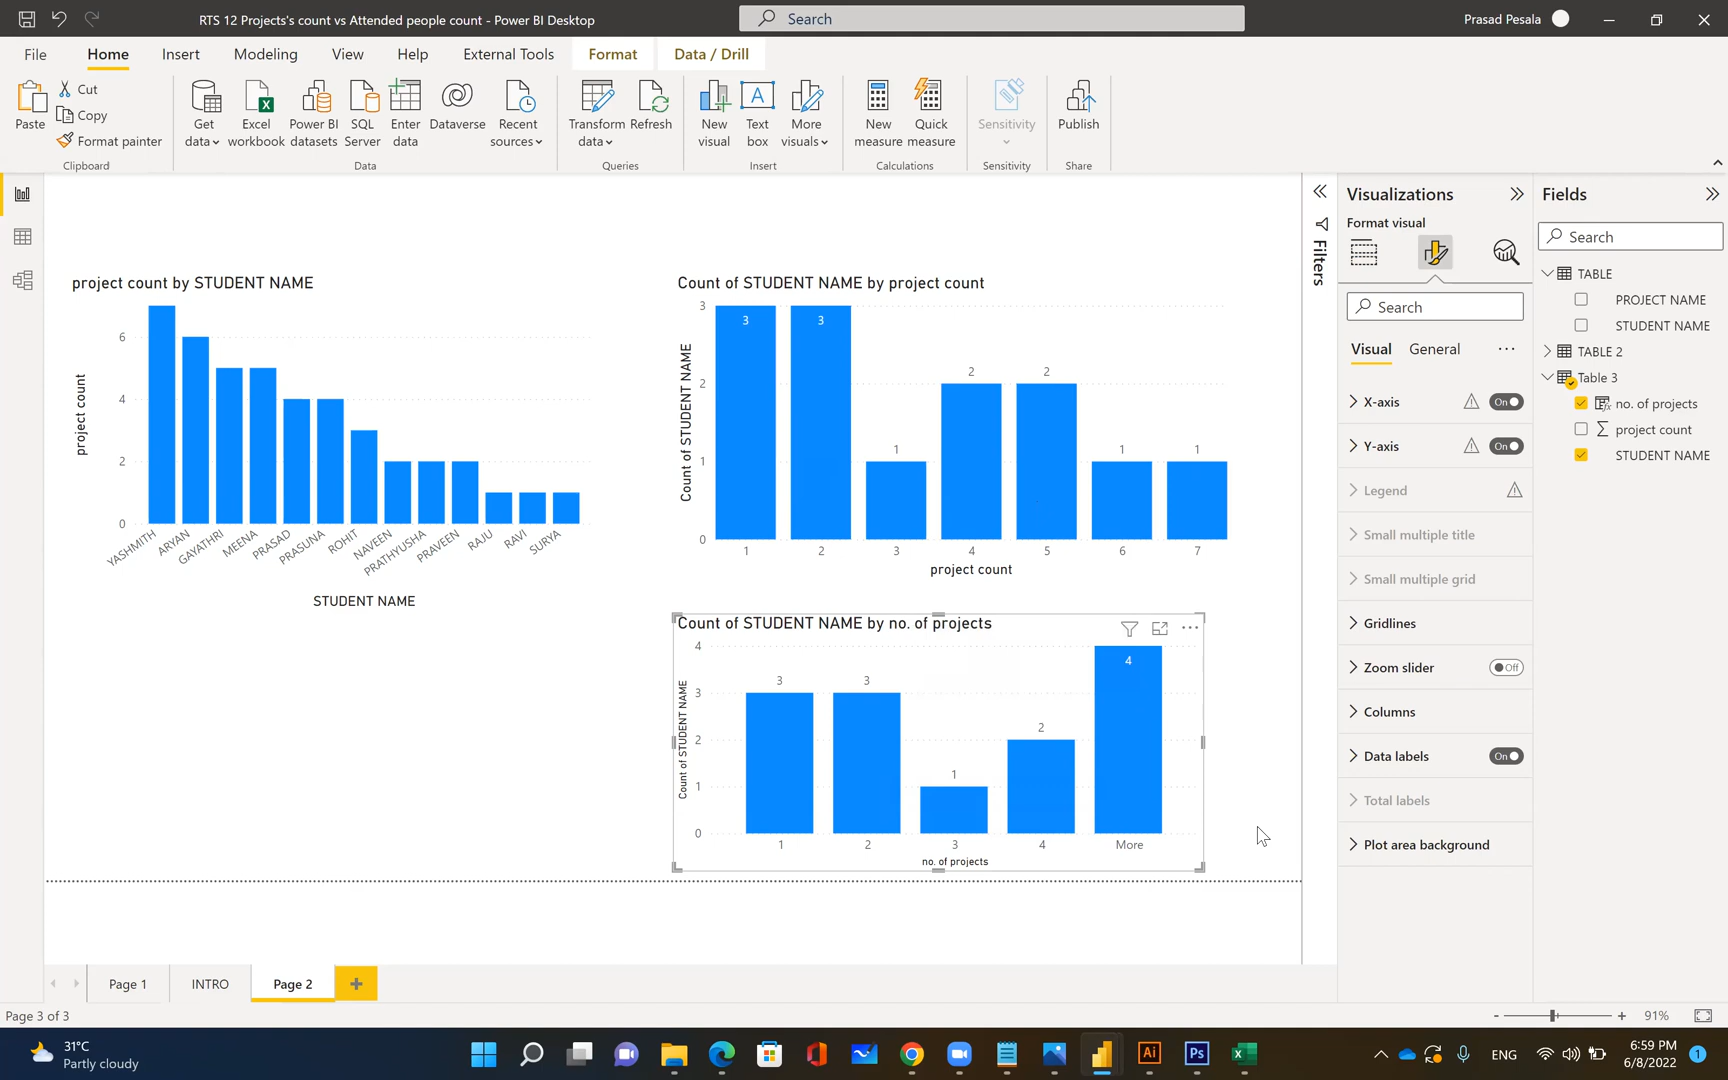 RTS 12 Projects's count vs Attended people count - Power BI Desktop
Search
Prasad Pesala
File Home Insert Modeling View Help External Tools Format Data / Drill
Paste
Cut
Copy
Format painter
Clipboard
Get data
Excel workbook
Power BI datasets
SQL Server
Enter data
Dataverse
Recent sources
Data
Transform data
Refresh
Queries
New visual
Text box
More visuals
Insert
New measure
Quick measure
Calculations
Sensitivity
Sensitivity
Publish
Share
project count by STUDENT NAME
project count
6
4
2
0
YASHMITH ARYAN GAYATHRI MEENA PRASAD PRASUNA ROHIT NAVEEN PRATHYUSHA PRAVEEN RAJU RAVI SURYA
STUDENT NAME
Count of STUDENT NAME by project count
Count of STUDENT NAME
3
2
1
0
3 3 1 2 2 1 1
1 2 3 4 5 6 7
project count
Count of STUDENT NAME by no. of projects
Count of STUDENT NAME
4
3
2
1
0
3 3 1 2 4
1 2 3 4 More
no. of projects
Filters
Visualizations
Format visual
Search
Visual General
X-axis On
Y-axis On
Legend
Small multiple title
Small multiple grid
Gridlines
Zoom slider Off
Columns
Data labels On
Total labels
Plot area background
Fields
Search
TABLE
PROJECT NAME
STUDENT NAME
TABLE 2
Table 3
no. of projects
project count
STUDENT NAME
Page 1 INTRO Page 2
Page 3 of 3
- + 91%
31°C
Partly cloudy
Ai
Ps
ENG
6:59 PM
6/8/2022
1